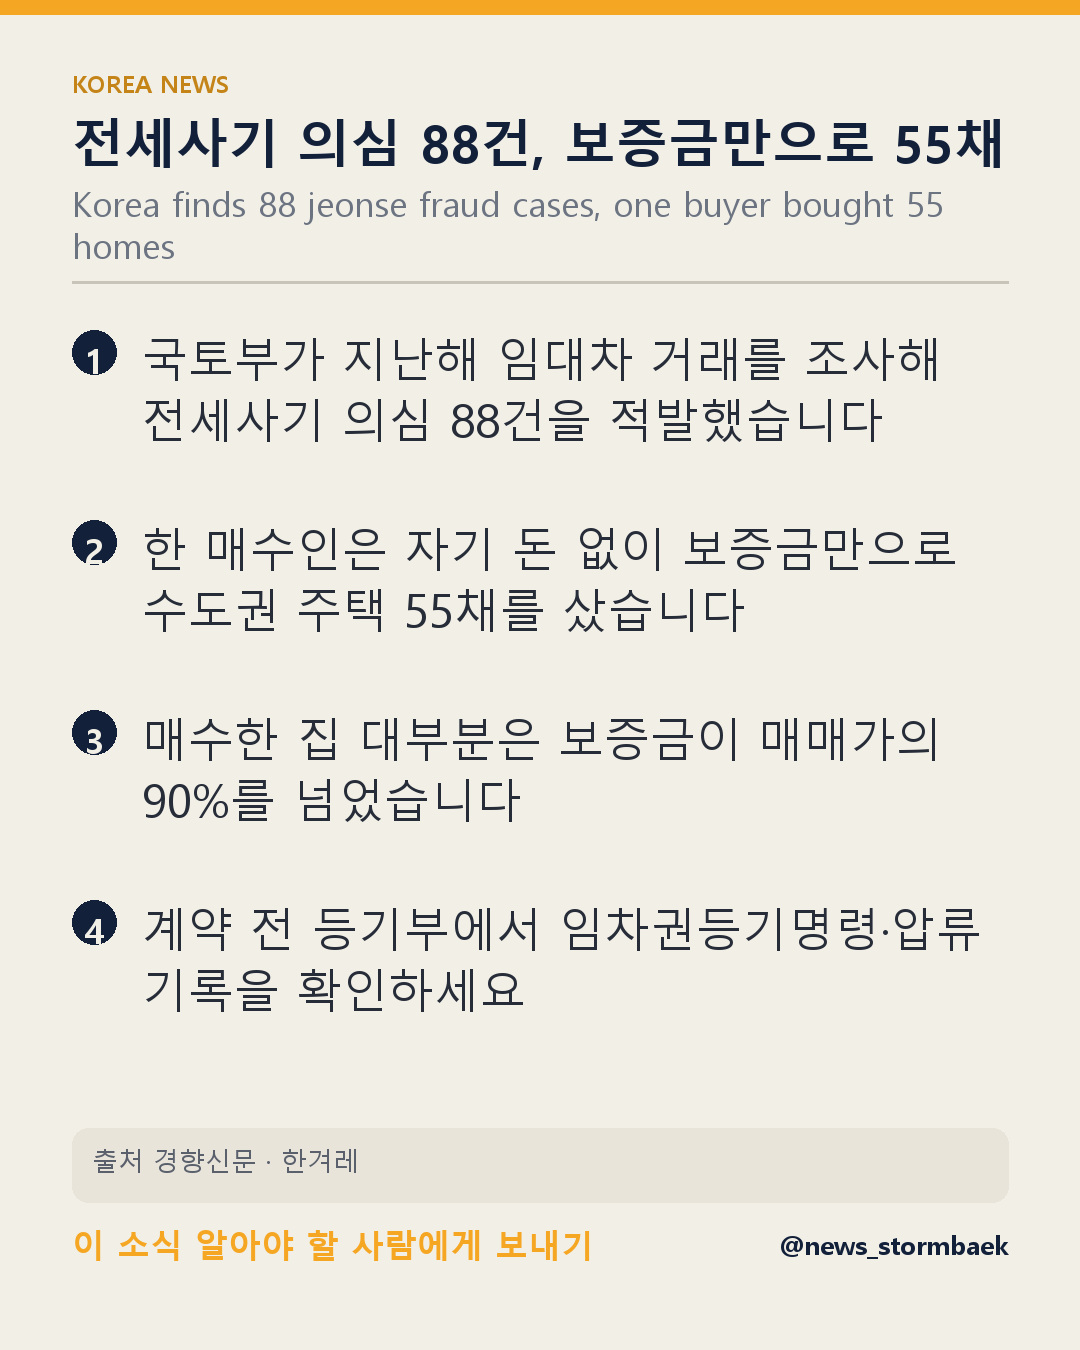 KOREA NEWS
전세사기 의심 88건, 보증금만으로 55채
Korea finds 88 jeonse fraud cases, one buyer bought 55
homes
1 국토부가 지난해 임대차 거래를 조사해
전세사기 의심 88건을 적발했습니다
2 한 매수인은 자기 돈 없이 보증금만으로
수도권 주택 55채를 샀습니다
3 매수한 집 대부분은 보증금이 매매가의
90%를 넘었습니다
4 계약 전 등기부에서 임차권등기명령·압류
기록을 확인하세요
출처 경향신문 · 한겨레
이 소식 알아야 할 사람에게 보내기
@news_stormbaek